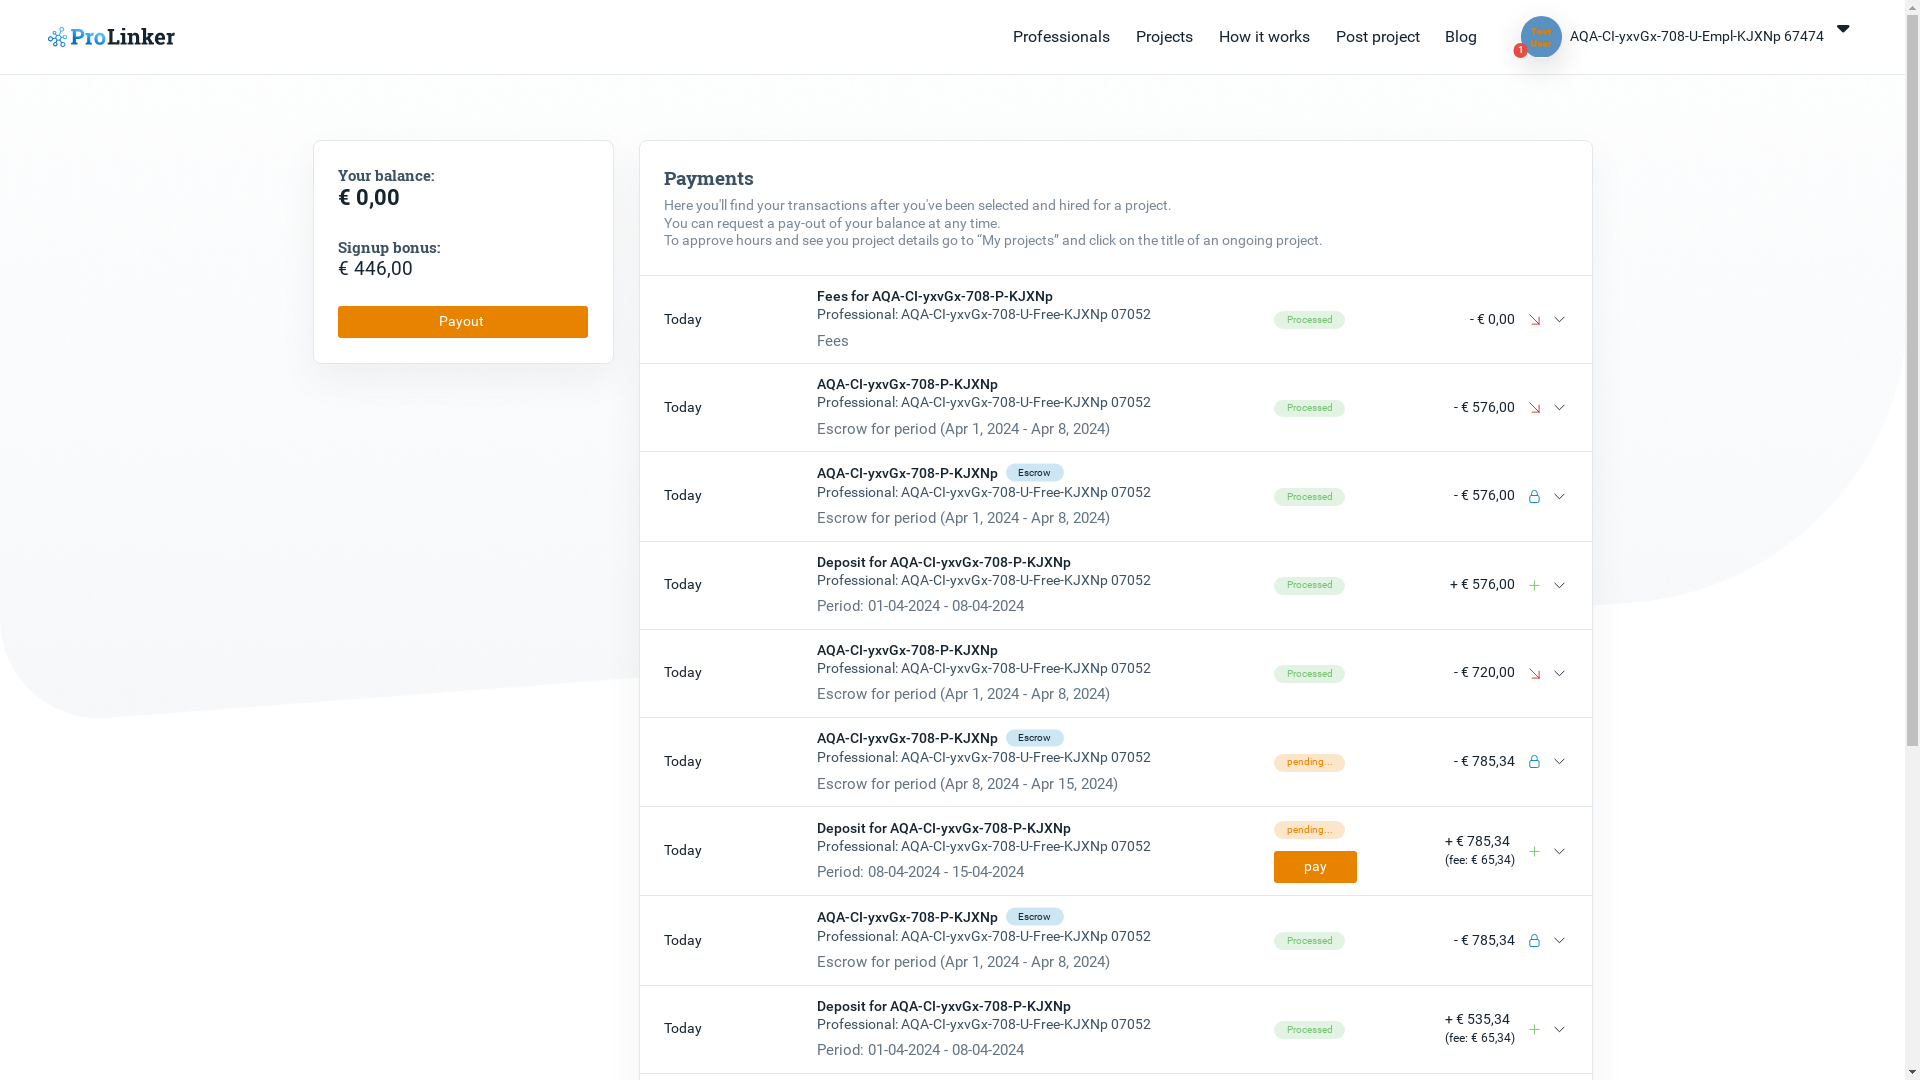 ProLinker
Professionals
Projects
How it works
Post project
Blog
1
AQA-CI-yxvGx-708-U-Empl-KJXNp 67474
Your balance:
€ 0,00
Signup bonus:
€ 446,00
Payout
Payments
Here you'll find your transactions after you've been selected and hired for a project.
You can request a pay-out of your balance at any time.
To approve hours and see you project details go to “My projects” and click on the title of an ongoing project.
Today
Fees for AQA-CI-yxvGx-708-P-KJXNp
Professional: AQA-CI-yxvGx-708-U-Free-KJXNp 07052
Fees
Processed
- € 0,00
Today
AQA-CI-yxvGx-708-P-KJXNp
Professional: AQA-CI-yxvGx-708-U-Free-KJXNp 07052
Escrow for period (Apr 1, 2024 - Apr 8, 2024)
Processed
- € 576,00
Today
AQA-CI-yxvGx-708-P-KJXNp Escrow
Professional: AQA-CI-yxvGx-708-U-Free-KJXNp 07052
Escrow for period (Apr 1, 2024 - Apr 8, 2024)
Processed
- € 576,00
Today
Deposit for AQA-CI-yxvGx-708-P-KJXNp
Professional: AQA-CI-yxvGx-708-U-Free-KJXNp 07052
Period: 01-04-2024 - 08-04-2024
Processed
+ € 576,00
Today
AQA-CI-yxvGx-708-P-KJXNp
Professional: AQA-CI-yxvGx-708-U-Free-KJXNp 07052
Escrow for period (Apr 1, 2024 - Apr 8, 2024)
Processed
- € 720,00
Today
AQA-CI-yxvGx-708-P-KJXNp Escrow
Professional: AQA-CI-yxvGx-708-U-Free-KJXNp 07052
Escrow for period (Apr 8, 2024 - Apr 15, 2024)
pending...
- € 785,34
Today
Deposit for AQA-CI-yxvGx-708-P-KJXNp
Professional: AQA-CI-yxvGx-708-U-Free-KJXNp 07052
Period: 08-04-2024 - 15-04-2024
pending...
pay
+ € 785,34
(fee: € 65,34)
Today
AQA-CI-yxvGx-708-P-KJXNp Escrow
Professional: AQA-CI-yxvGx-708-U-Free-KJXNp 07052
Escrow for period (Apr 1, 2024 - Apr 8, 2024)
Processed
- € 785,34
Today
Deposit for AQA-CI-yxvGx-708-P-KJXNp
Professional: AQA-CI-yxvGx-708-U-Free-KJXNp 07052
Period: 01-04-2024 - 08-04-2024
Processed
+ € 535,34
(fee: € 65,34)